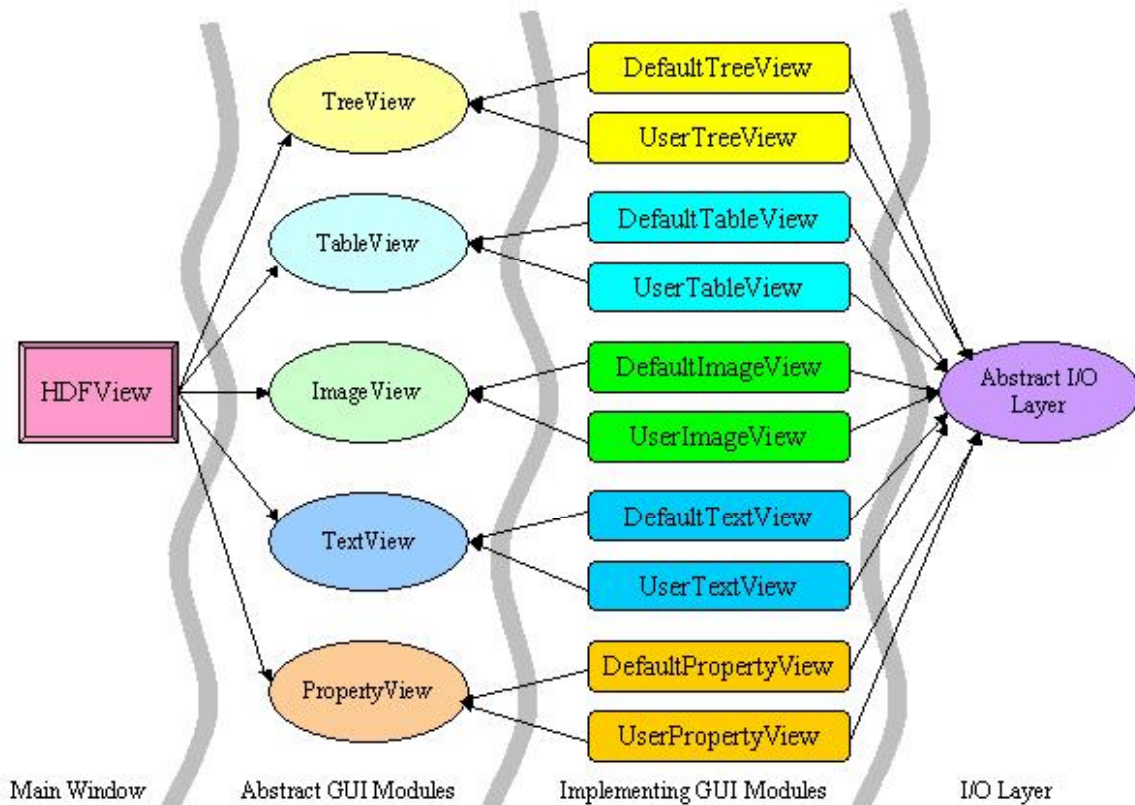 DefaultTreeView
TreeView
UserTreeView
DefaultTableView
TableView
UserTableView
HDFView
ImageView
DefaultImageView
Abstract I/O
Layer
UserImageView
DefaultTextView
TextView
UserTextView
DefaultPropertyView
PropertyView
UserPropertyView
Main Window
Abstract GUI Modules
Implementing GUI Modules
I/O Layer